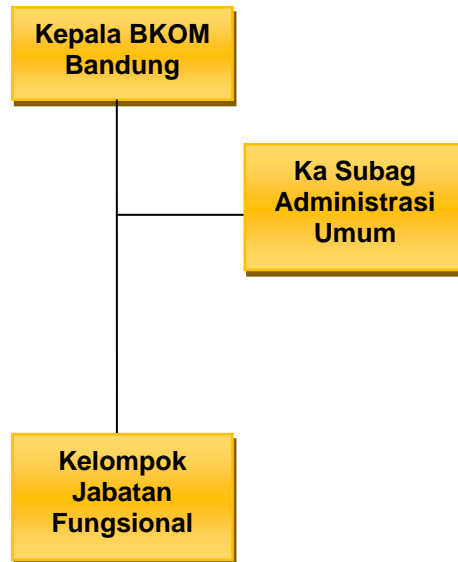 Kepala BKOM
Bandung
Ka Subag
Administrasi
Umum
Kelompok
Jabatan
Fungsional